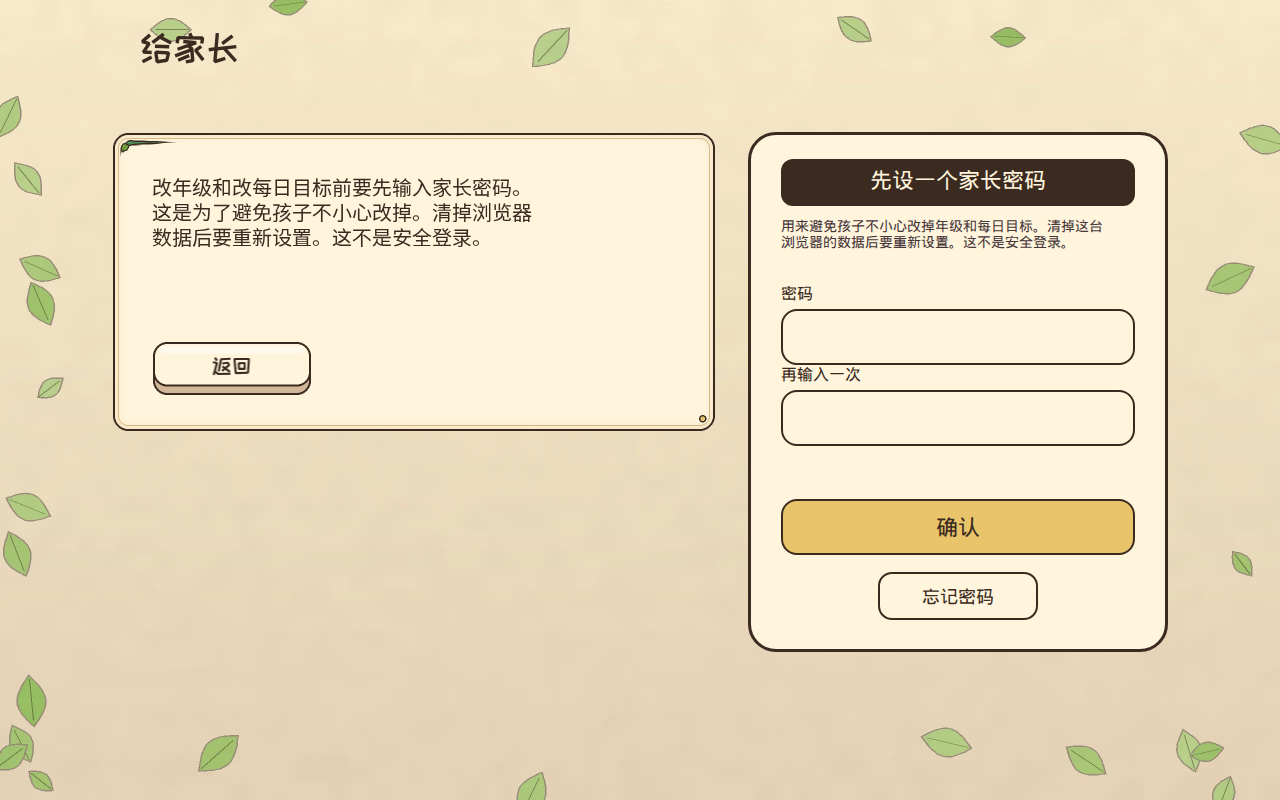 给家长
改年级和改每日目标前要先输入家长密码。
这是为了避免孩子不小心改掉。清掉浏览器
数据后要重新设置。这不是安全登录。
返回
先设一个家长密码
用来避免孩子不小心改掉年级和每日目标。清掉这台
浏览器的数据后要重新设置。这不是安全登录。
密码
再输入一次
确认
忘记密码